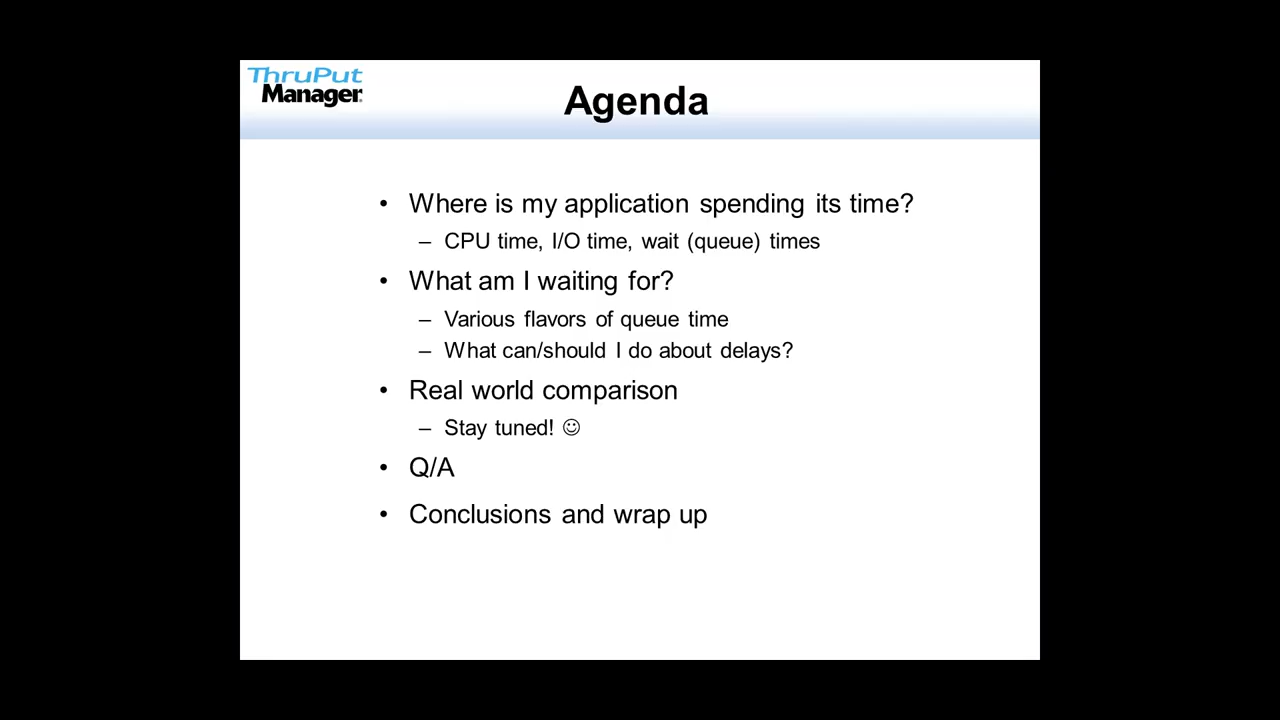 ThruPut
Manager®
Agenda
• Where is my application spending its time?
– CPU time, I/O time, wait (queue) times
• What am I waiting for?
– Various flavors of queue time
– What can/should I do about delays?
• Real world comparison
– Stay tuned! ☺
• Q/A
• Conclusions and wrap up